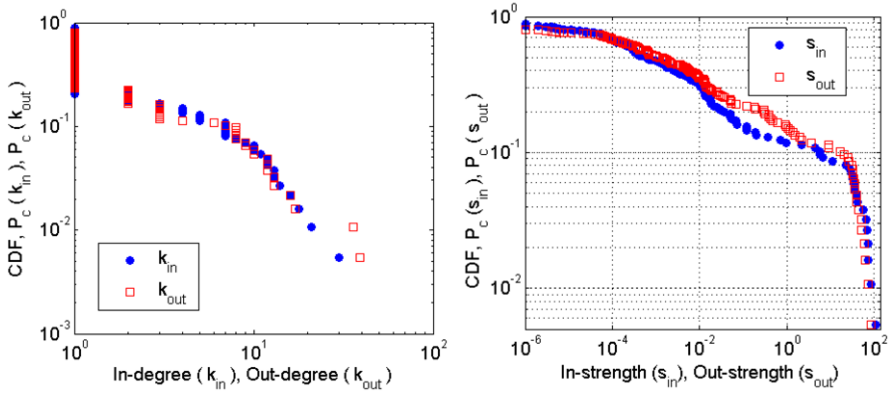 CDF, P_c ( k_in ), P_c ( k_out )
10^0
10^-1
10^-2
10^-3
k_in
k_out
10^0
10^1
10^2
In-degree ( k_in ), Out-degree ( k_out )
CDF, P_c ( s_in ), P_c ( s_out )
10^0
10^-1
10^-2
s_in
s_out
10^-6
10^-4
10^-2
10^0
10^2
In-strength (s_in), Out-strength (s_out)